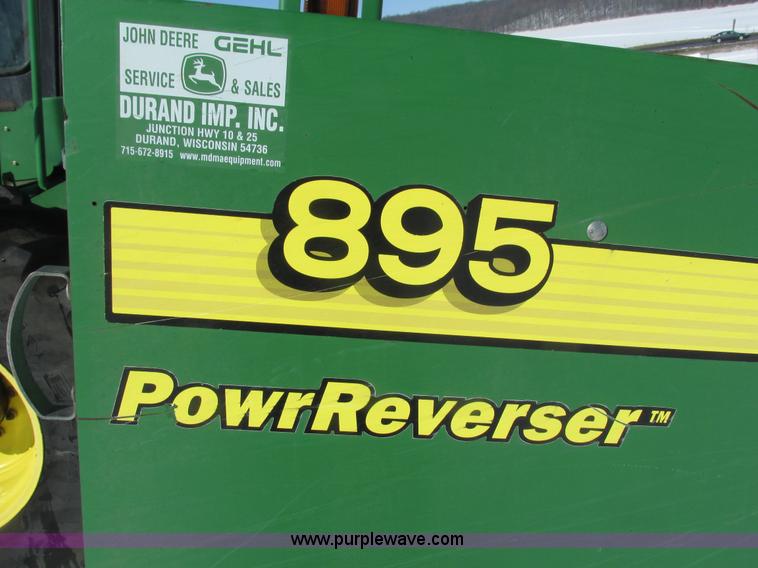 JOHN DEERE GEHL
SERVICE & SALES
DURAND IMP. INC.
JUNCTION HWY 10 & 25
DURAND, WISCONSIN 54736
715-672-8915 www.mdmaequipment.com
895
PowrReverser™
www.purplewave.com